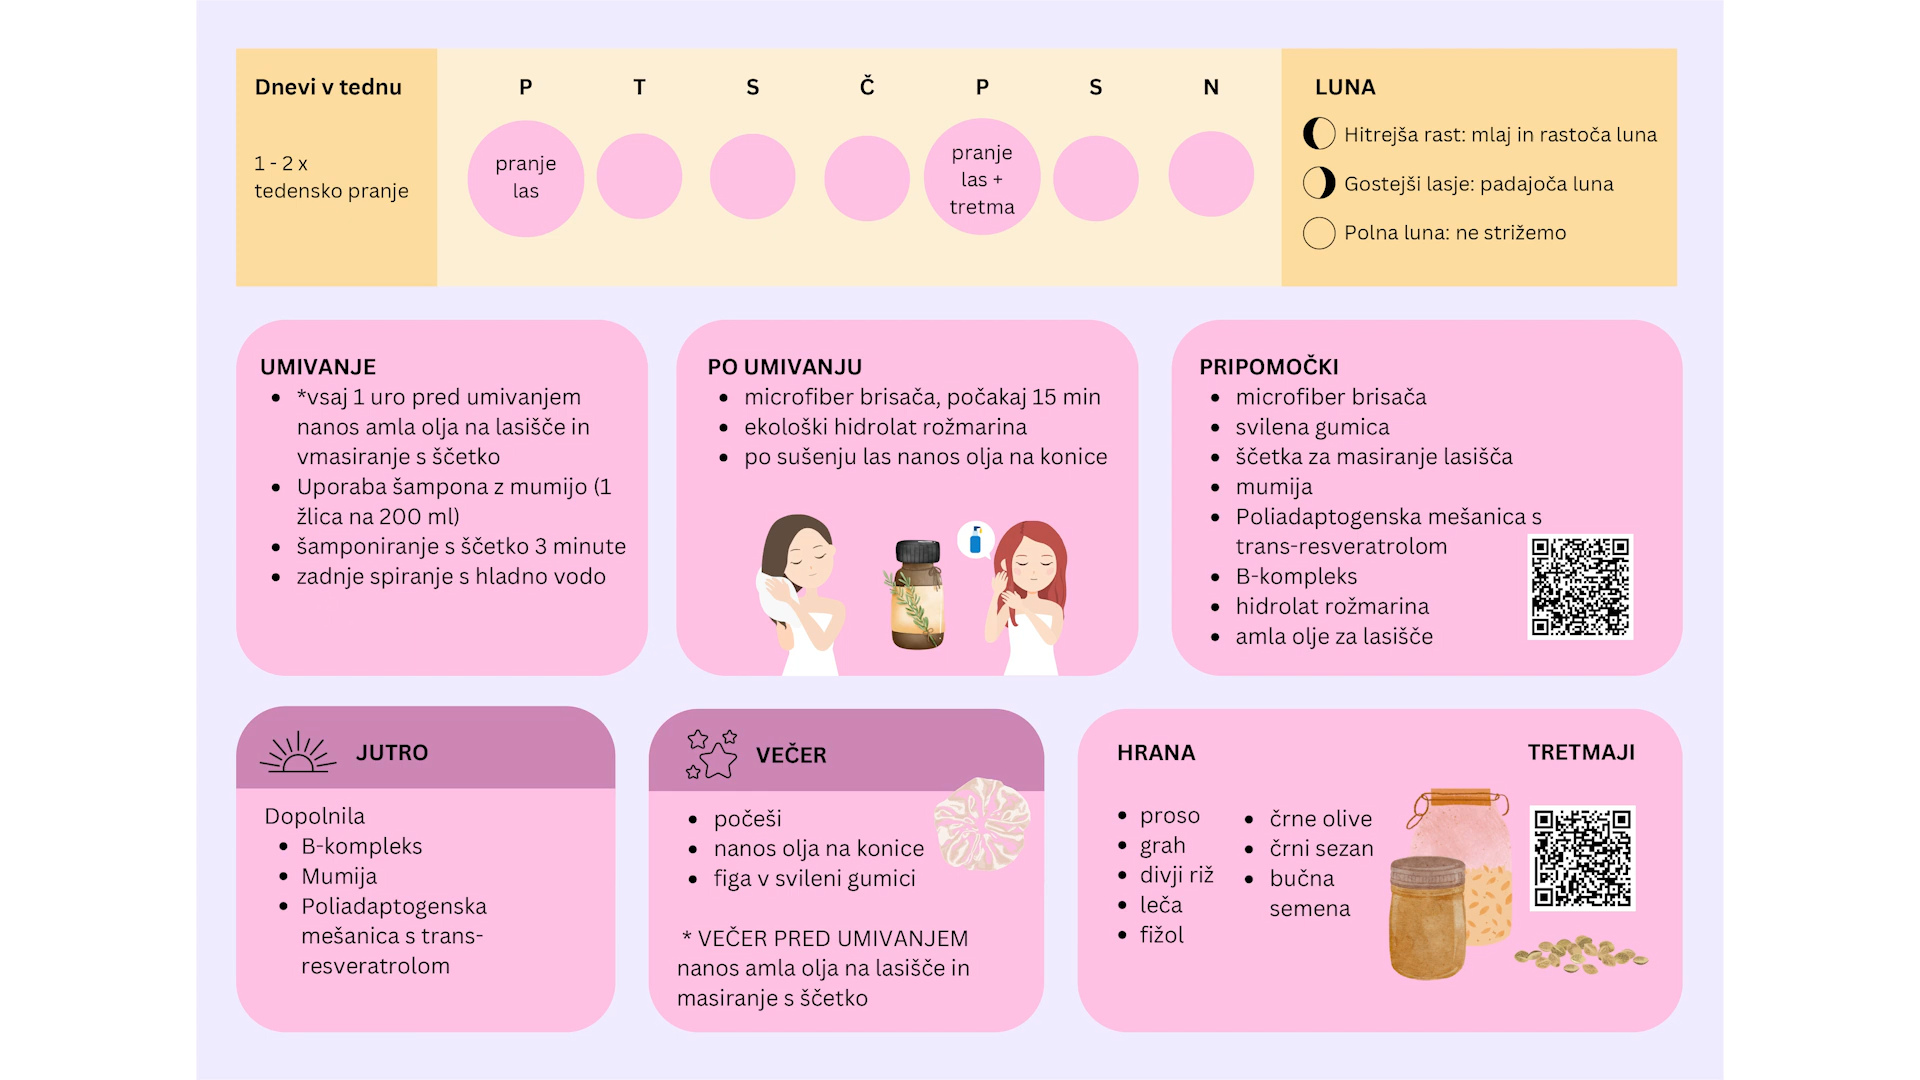 Dnevi v tednu
P T S Č P S N
1 - 2 x
tedensko pranje
pranje
las
pranje
las +
tretma
LUNA
Hitrejša rast: mlaj in rastoča luna
Gostejši lasje: padajoča luna
Polna luna: ne strižemo
UMIVANJE
• *vsaj 1 uro pred umivanjem
nanos amla olja na lasišče in
vmasiranje s ščetko
• Uporaba šampona z mumijo (1
žlica na 200 ml)
• šamponiranje s ščetko 3 minute
• zadnje spiranje s hladno vodo
PO UMIVANJU
• microfiber brisača, počakaj 15 min
• ekološki hidrolat rožmarina
• po sušenju las nanos olja na konice
PRIPOMOČKI
• microfiber brisača
• svilena gumica
• ščetka za masiranje lasišča
• mumija
• Poliadaptogenska mešanica s
trans-resveratrolom
• B-kompleks
• hidrolat rožmarina
• amla olje za lasišče
JUTRO
Dopolnila
• B-kompleks
• Mumija
• Poliadaptogenska
mešanica s trans-
resveratrolom
VEČER
• počeši
• nanos olja na konice
• figa v svileni gumici
* VEČER PRED UMIVANJEM
nanos amla olja na lasišče in
masiranje s ščetko
HRANA
• proso
• grah
• divji riž
• leča
• fižol
• črne olive
• črni sezan
• bučna
semena
TRETMAJI